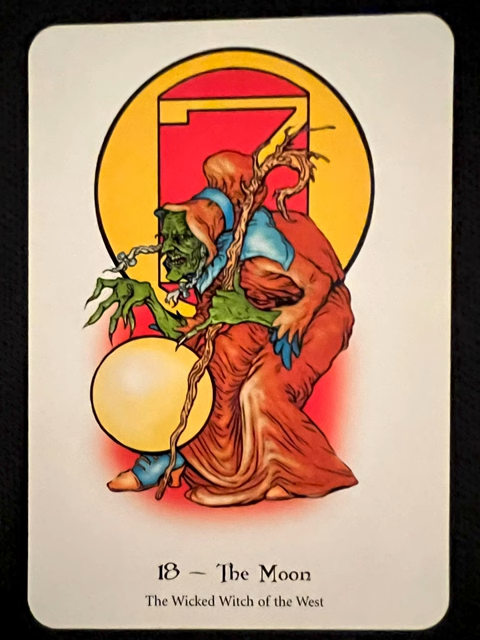 18 – The Moon
The Wicked Witch of the West